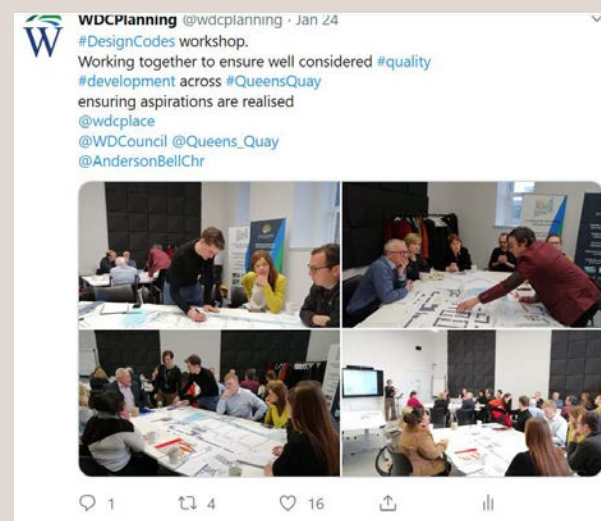 WDCPlanning @wdcplanning · Jan 24
#DesignCodes workshop.
Working together to ensure well considered #quality
#development across #QueensQuay
ensuring aspirations are realised
@wdcplace
@WDCouncil @Queens_Quay
@AndersonBellChr
1 4 16